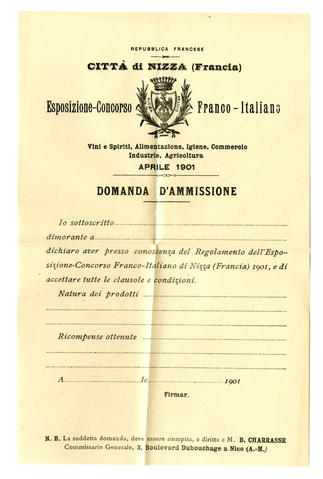 REPUBBLICA FRANCESE
CITTÀ di NIZZA (Francia)
Esposizione-Concorso Franco-Italiano
Vini e Spiriti, Alimentazione, Igiene, Commercio
Industrie, Agricoltura
APRILE 1901
DOMANDA D'AMMISSIONE
Io sottoscritto
dimorante a
dichiaro aver presso conoscenza del Regolamento dell'Espo-
sizione-Concorso Franco-Italiano di Nizza (Francia) 1901, e di
accettare tutte le clausole e condizioni.
Natura dei prodotti
Ricompense ottenute
A le 1901
Firmar.
N. B. La suddetta domanda, deve essere riempita, e diritta a M. B. CHARRASSE
Commissario Generale, 3, Boulevard Dubouchage a Nice (A.-M.)